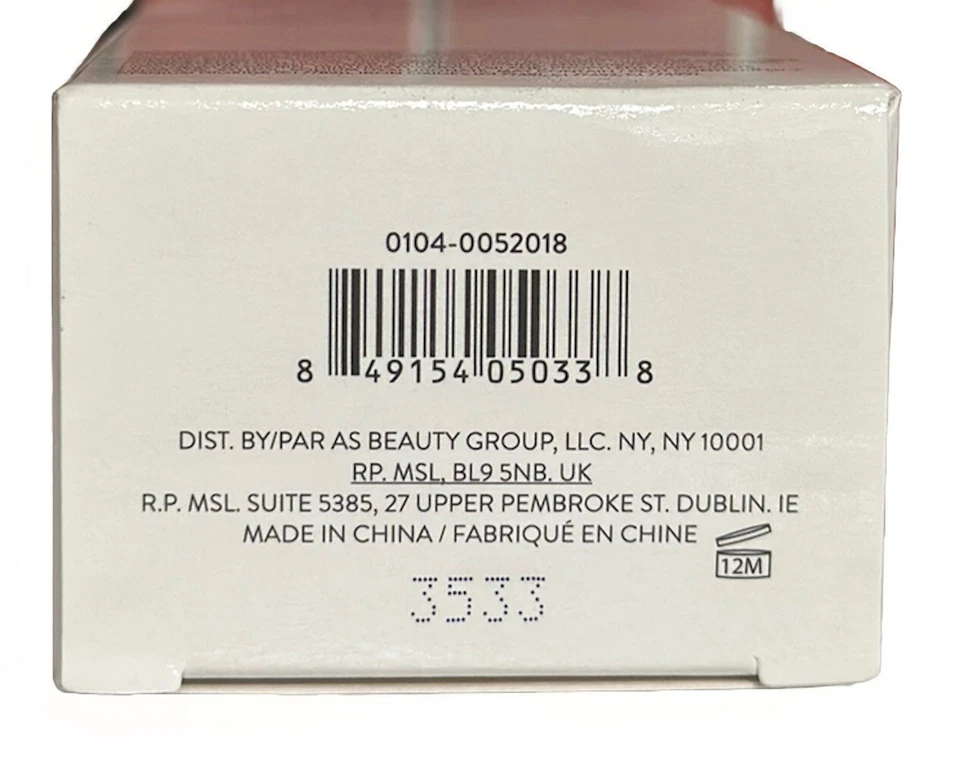 0104-0052018
8 49154 05033 8
DIST. BY/PAR AS BEAUTY GROUP, LLC. NY, NY 10001
RP. MSL, BL9 5NB. UK
R.P. MSL. SUITE 5385, 27 UPPER PEMBROKE ST. DUBLIN. IE
MADE IN CHINA / FABRIQUÉ EN CHINE
12M
3533